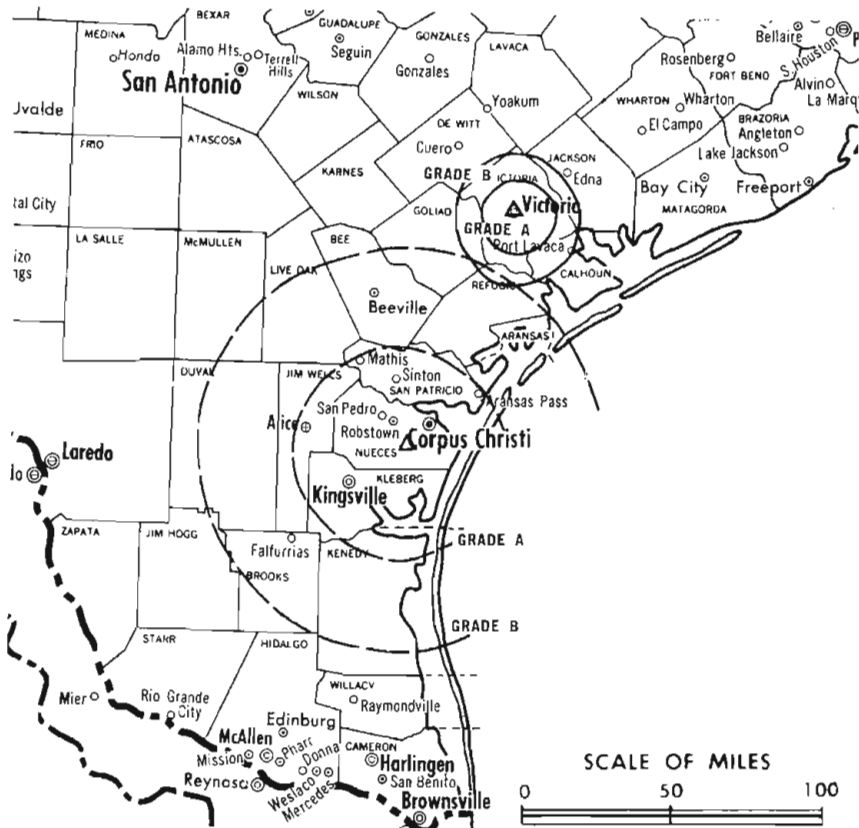 BEXAR
GUADALUPE
GONZALES
MEDINA
LAVACA
Bellaire
S. Houston
P
Seguin
Alamo Hts.
Terrell
Hills
Hondo
Gonzales
Rosenberg
FORT BEND
San Antonio
Alvin
La Marq
WILSON
Yoakum
WHARTON
Wharton
Uvalde
DE WITT
BRAZORIA
Angleton
El Campo
FRIO
ATASCOSA
Cuero
Lake Jackson
JACKSON
KARNES
GRADE B
VICTORIA
Edna
Bay City
Freeport
tal City
Victoria
MATAGORDA
GOLIAD
GRADE A
LA SALLE
McMULLEN
BEE
Port Lavaca
izo
ngs
LIVE OAK
CALHOUN
REFUGIO
Beeville
ARANSAS
DUVAL
JIM WELLS
Mathis
Sinton
SAN PATRICIO
Aransas Pass
San Pedro
Alice
Robstown
Corpus Christi
NUECES
Laredo
do
KLEBERG
Kingsville
ZAPATA
JIM HOGG
Falfurrias
KENEDY
GRADE A
BROOKS
GRADE B
STARR
HIDALGO
WILLACY
Mier
Rio Grande
City
Raymondville
Edinburg
McAllen
CAMERON
Mission
Pharr
Donna
Harlingen
Reynosa
Weslaco
Mercedes
San Benito
Brownsville
SCALE OF MILES
0 50 100